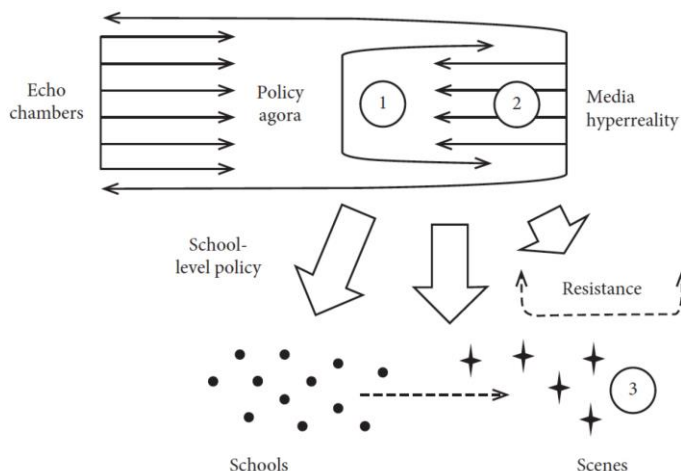 Echo
chambers
Policy
agora
1
2
Media
hyperreality
School-
level policy
Resistance
3
Schools
Scenes